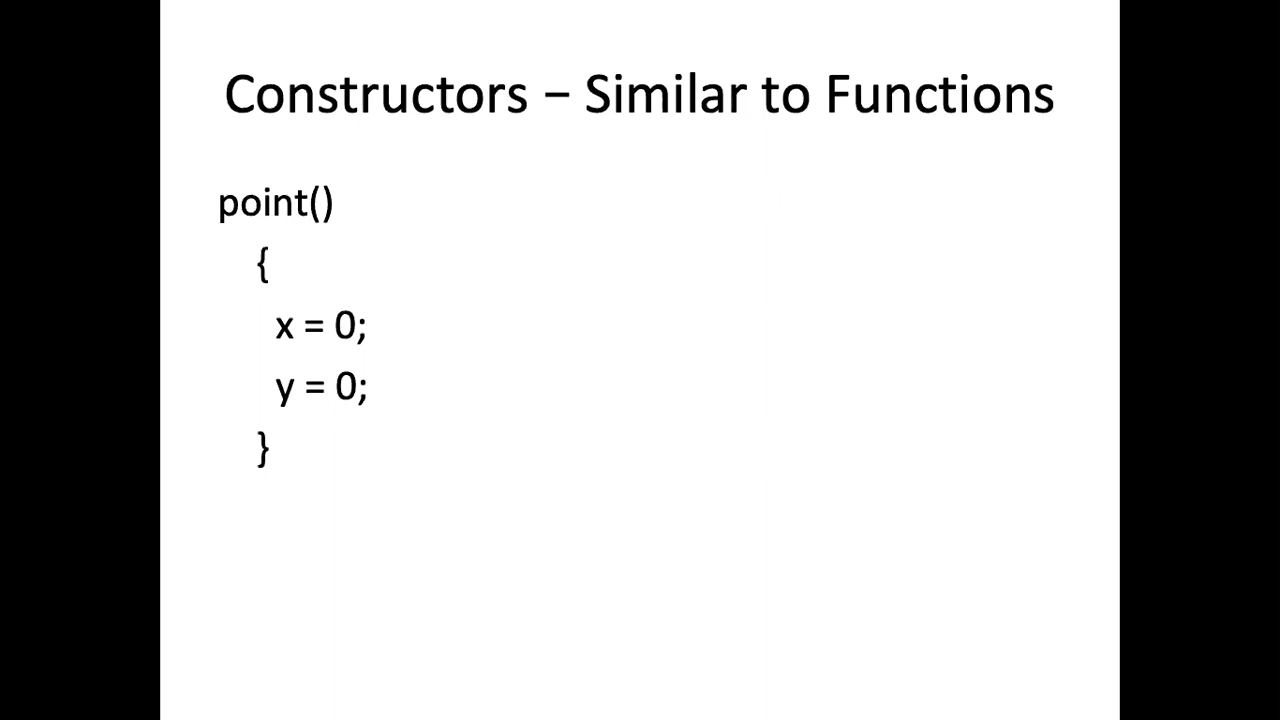 Constructors – Similar to Functions
point()
{
x = 0;
y = 0;
}